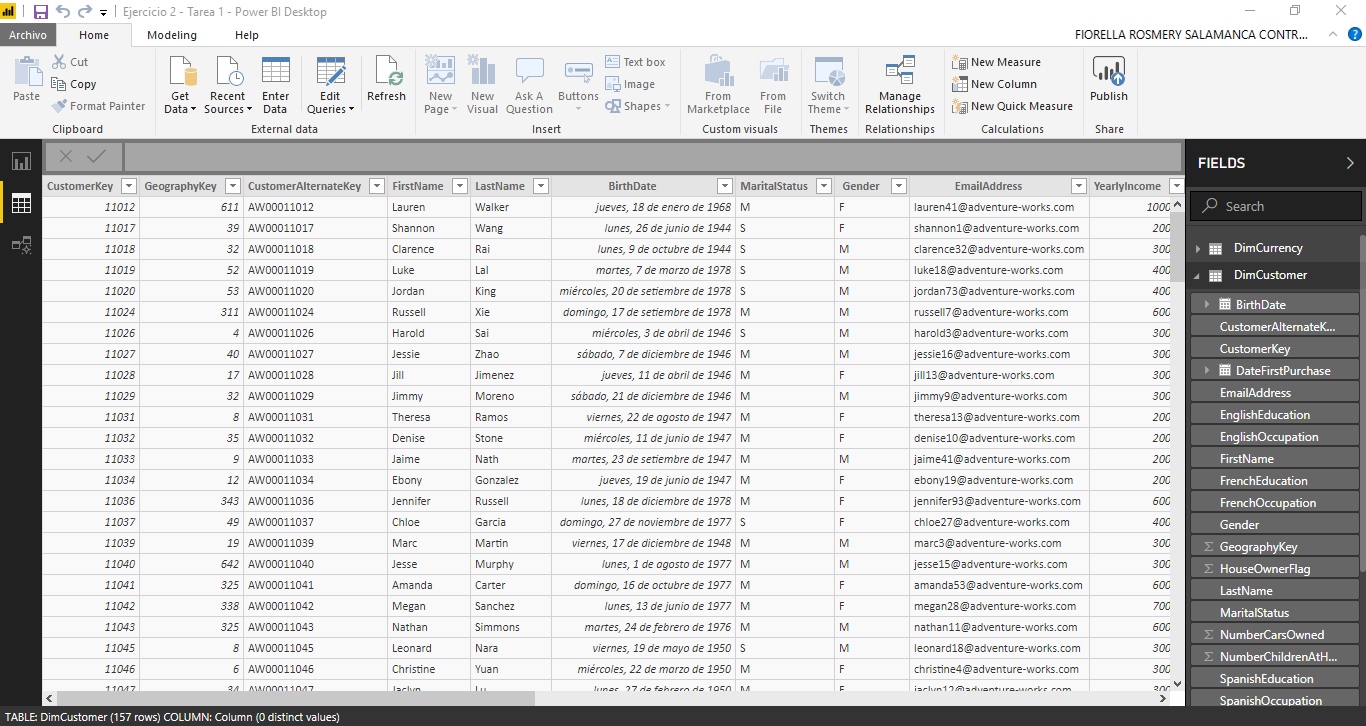 Ejercicio 2 - Tarea 1 - Power BI Desktop
Archivo Home Modeling Help FIORELLA ROSMERY SALAMANCA CONTR... ?
Paste Cut Copy Format Painter
Get Data Recent Sources Enter Data Edit Queries Refresh
New Page New Visual Ask A Question Buttons Text box Image Shapes
From Marketplace From File Switch Theme Manage Relationships
New Measure New Column New Quick Measure Publish
Clipboard External data Insert Custom visuals Themes Relationships Calculations Share
CustomerKey GeographyKey CustomerAlternateKey FirstName LastName BirthDate MaritalStatus Gender EmailAddress YearlyIncome
11012 611 AW00011012 Lauren Walker jueves, 18 de enero de 1968 M F lauren41@adventure-works.com 1000
11017 39 AW00011017 Shannon Wang lunes, 26 de junio de 1944 S F shannon1@adventure-works.com 200
11018 32 AW00011018 Clarence Rai lunes, 9 de octubre de 1944 S M clarence32@adventure-works.com 300
11019 52 AW00011019 Luke Lal martes, 7 de marzo de 1978 S M luke18@adventure-works.com 400
11020 53 AW00011020 Jordan King miércoles, 20 de setiembre de 1978 S M jordan73@adventure-works.com 400
11024 311 AW00011024 Russell Xie domingo, 17 de setiembre de 1978 M M russell7@adventure-works.com 600
11026 4 AW00011026 Harold Sai miércoles, 3 de abril de 1946 S M harold3@adventure-works.com 300
11027 40 AW00011027 Jessie Zhao sábado, 7 de diciembre de 1946 M M jessie16@adventure-works.com 300
11028 17 AW00011028 Jill Jimenez jueves, 11 de abril de 1946 M F jill13@adventure-works.com 300
11029 32 AW00011029 Jimmy Moreno sábado, 21 de diciembre de 1946 M M jimmy9@adventure-works.com 300
11031 8 AW00011031 Theresa Ramos viernes, 22 de agosto de 1947 M F theresa13@adventure-works.com 200
11032 35 AW00011032 Denise Stone miércoles, 11 de junio de 1947 M F denise10@adventure-works.com 200
11033 9 AW00011033 Jaime Nath martes, 23 de setiembre de 1947 M M jaime41@adventure-works.com 200
11034 12 AW00011034 Ebony Gonzalez jueves, 19 de junio de 1947 M F ebony19@adventure-works.com 200
11036 343 AW00011036 Jennifer Russell lunes, 18 de diciembre de 1978 M F jennifer93@adventure-works.com 600
11037 49 AW00011037 Chloe Garcia domingo, 27 de noviembre de 1977 S F chloe27@adventure-works.com 400
11039 19 AW00011039 Marc Martin viernes, 17 de diciembre de 1948 M M marc3@adventure-works.com 300
11040 642 AW00011040 Jesse Murphy lunes, 1 de agosto de 1977 M M jesse15@adventure-works.com 300
11041 325 AW00011041 Amanda Carter domingo, 16 de octubre de 1977 M F amanda53@adventure-works.com 600
11042 338 AW00011042 Megan Sanchez lunes, 13 de junio de 1977 M F megan28@adventure-works.com 700
11043 325 AW00011043 Nathan Simmons martes, 24 de febrero de 1976 M M nathan11@adventure-works.com 600
11045 8 AW00011045 Leonard Nara viernes, 19 de mayo de 1950 S M leonard18@adventure-works.com 300
11046 6 AW00011046 Christine Yuan miércoles, 22 de marzo de 1950 M F christine4@adventure-works.com 300
11047 34 AW00011047 Jaclyn Lu lunes, 27 de febrero de 1950 M F jaclyn12@adventure-works.com 300
FIELDS
Search
DimCurrency
DimCustomer
BirthDate
CustomerAlternateK...
CustomerKey
DateFirstPurchase
EmailAddress
EnglishEducation
EnglishOccupation
FirstName
FrenchEducation
FrenchOccupation
Gender
Σ GeographyKey
Σ HouseOwnerFlag
LastName
MaritalStatus
Σ NumberCarsOwned
Σ NumberChildrenAtH...
SpanishEducation
SpanishOccupation
TABLE: DimCustomer (157 rows) COLUMN: Column (0 distinct values)